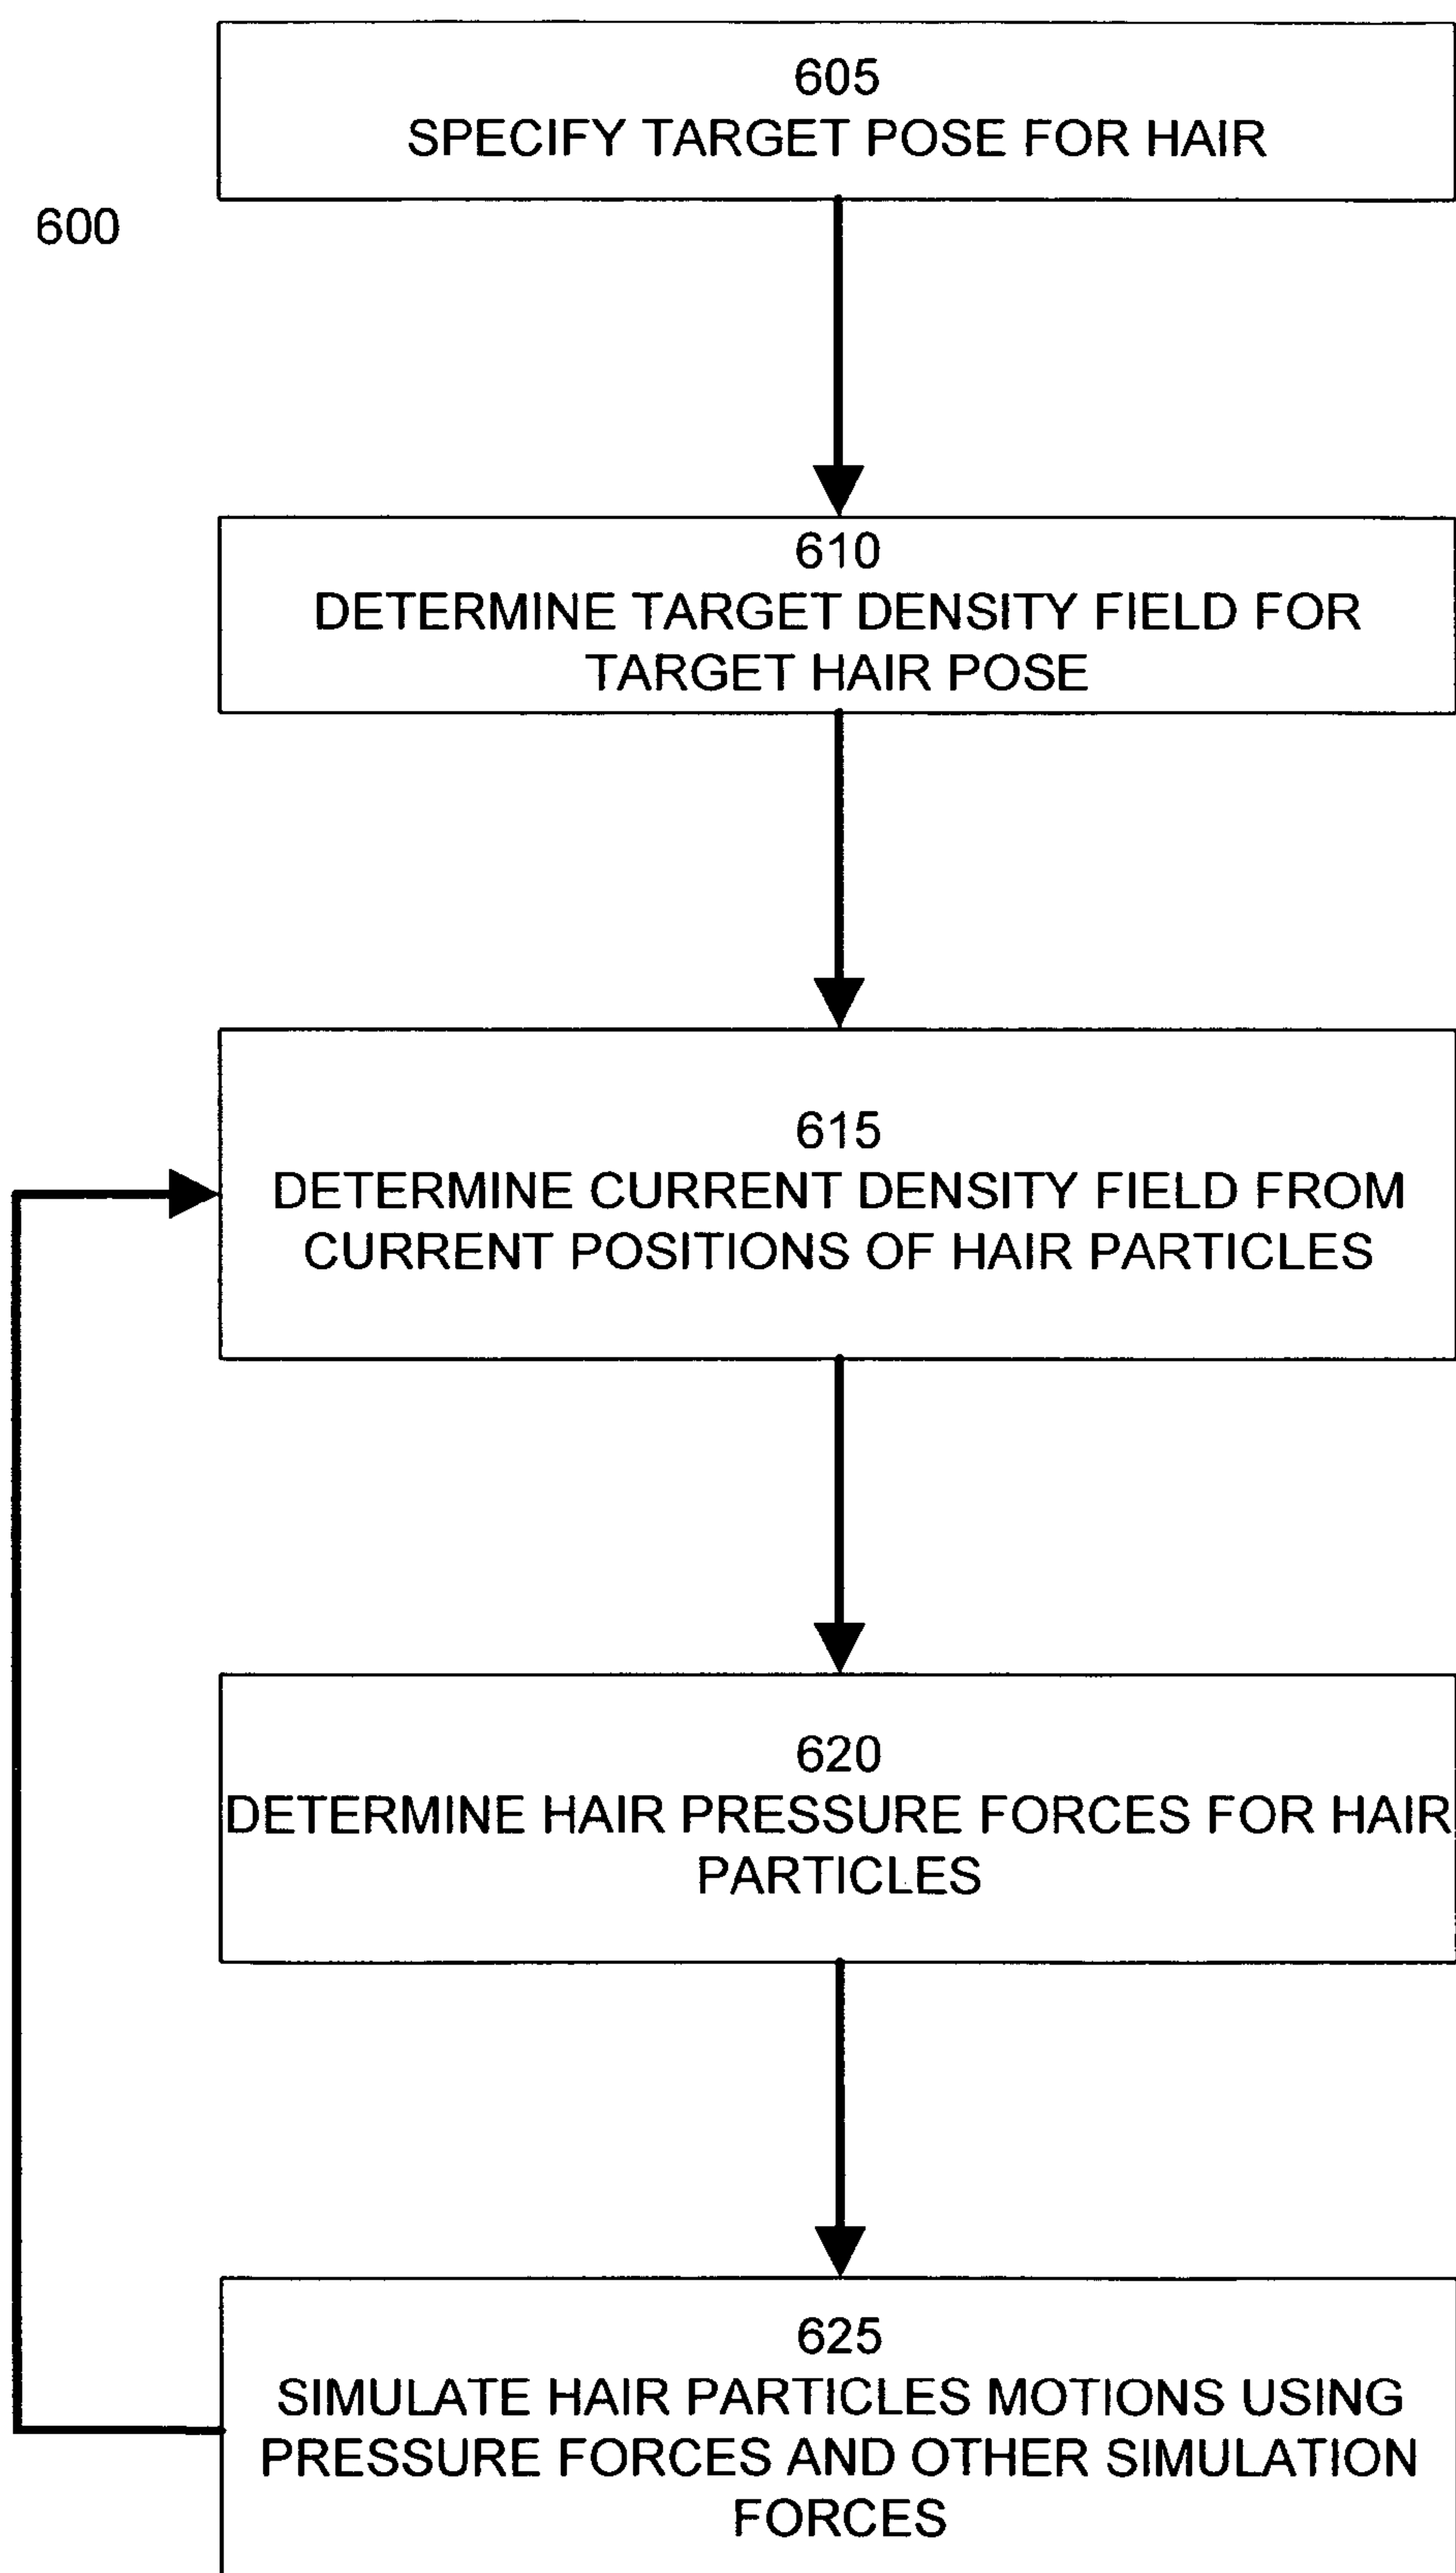 605
SPECIFY TARGET POSE FOR HAIR
600
610
DETERMINE TARGET DENSITY FIELD FOR
TARGET HAIR POSE
615
DETERMINE CURRENT DENSITY FIELD FROM
CURRENT POSITIONS OF HAIR PARTICLES
620
DETERMINE HAIR PRESSURE FORCES FOR HAIR
PARTICLES
625
SIMULATE HAIR PARTICLES MOTIONS USING
PRESSURE FORCES AND OTHER SIMULATION
FORCES